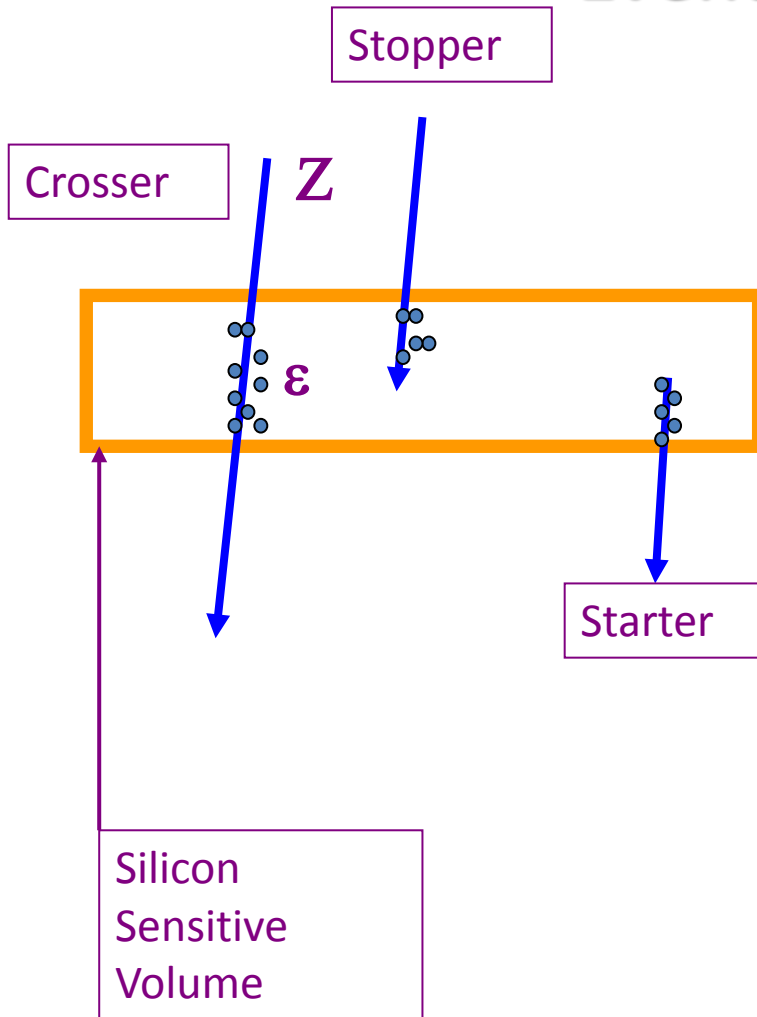 Stopper
Crosser
Z
ε
Starter
Silicon
Sensitive
Volume